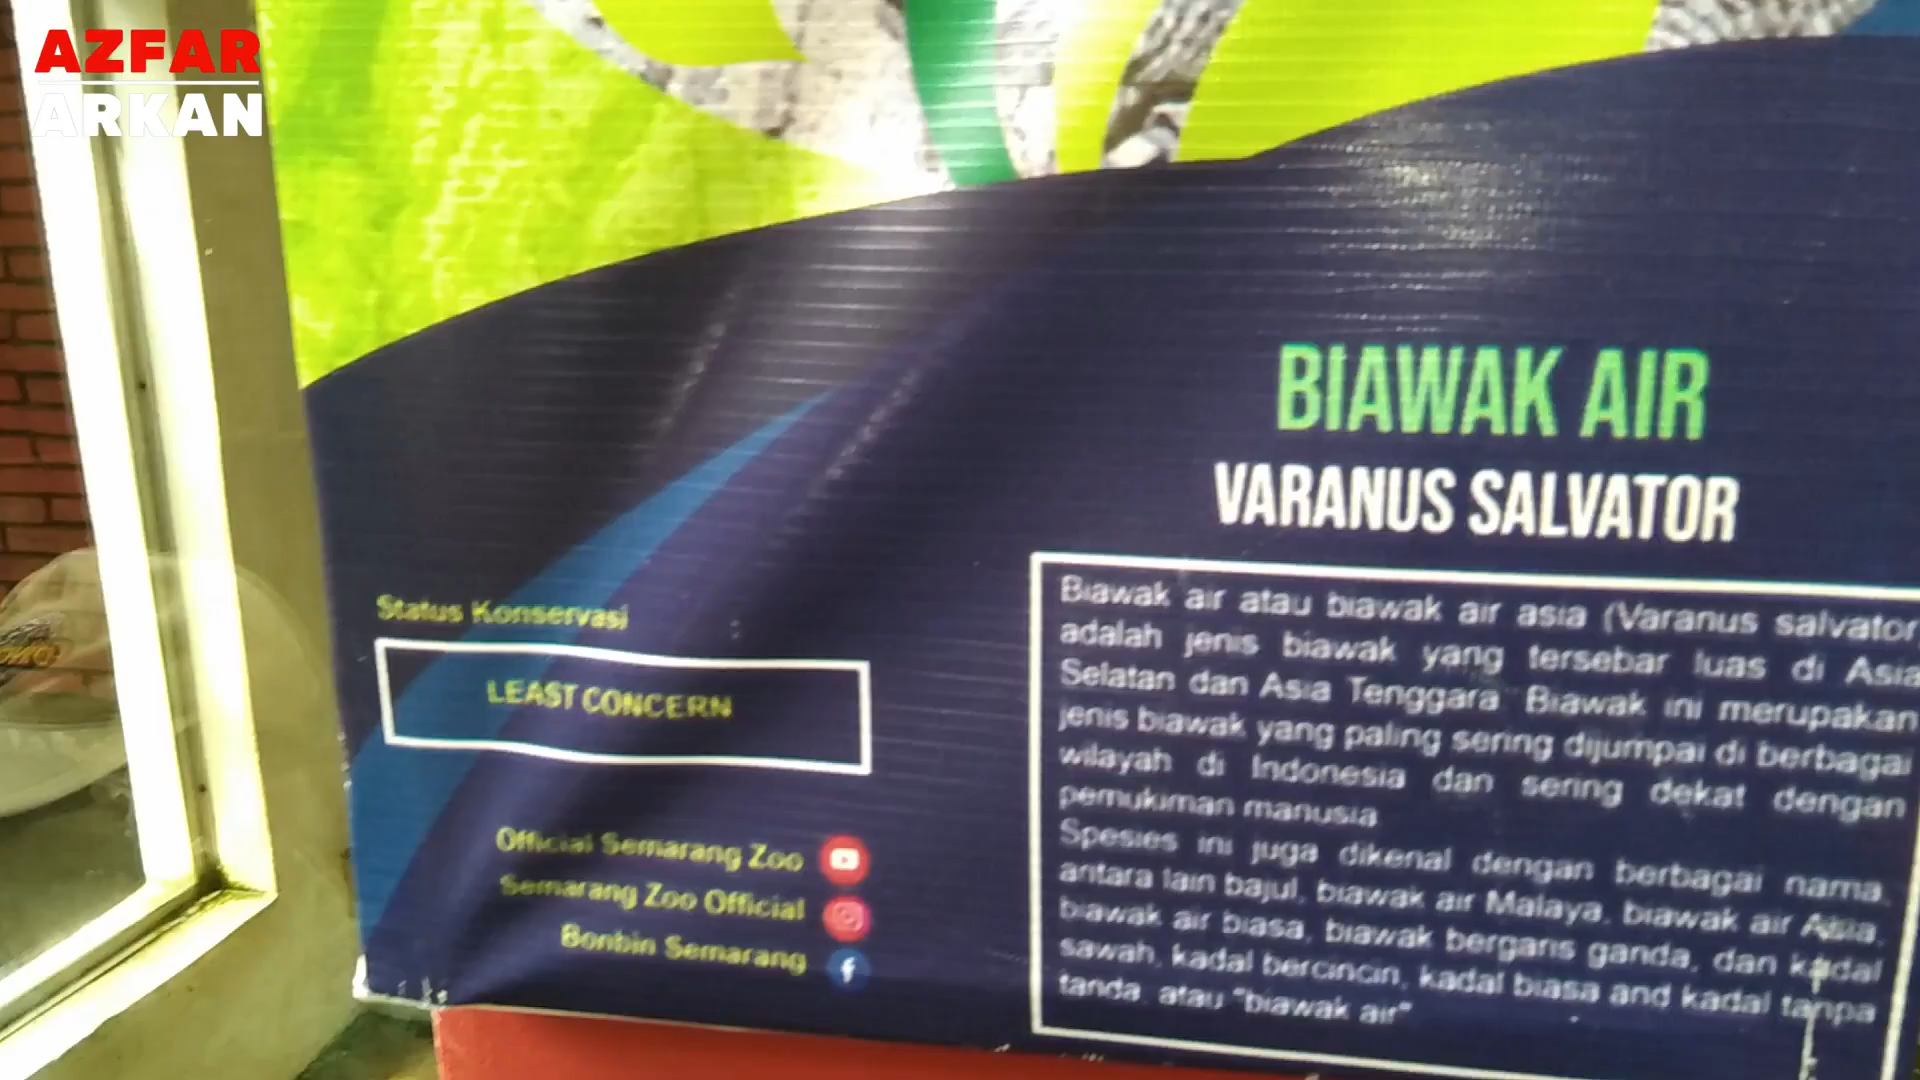 AZFAR
ARKAN
BIAWAK AIR
VARANUS SALVATOR
Status Konservasi
LEAST CONCERN
Official Semarang Zoo
Semarang Zoo Official
Bonbin Semarang
Biawak air atau biawak air asia (Varanus salvator
adalah jenis biawak yang tersebar luas di Asia
Selatan dan Asia Tenggara. Biawak ini merupakan
jenis biawak yang paling sering dijumpai di berbagai
wilayah di Indonesia dan sering dekat dengan
pemukiman manusia
Spesies ini juga dikenal dengan berbagai nama,
antara lain bajul, biawak air Malaya, biawak air Asia,
biawak air biasa, biawak bergaris ganda, dan kadal
sawah, kadal bercincin, kadal biasa and kadal tanpa
tanda, atau "biawak air"